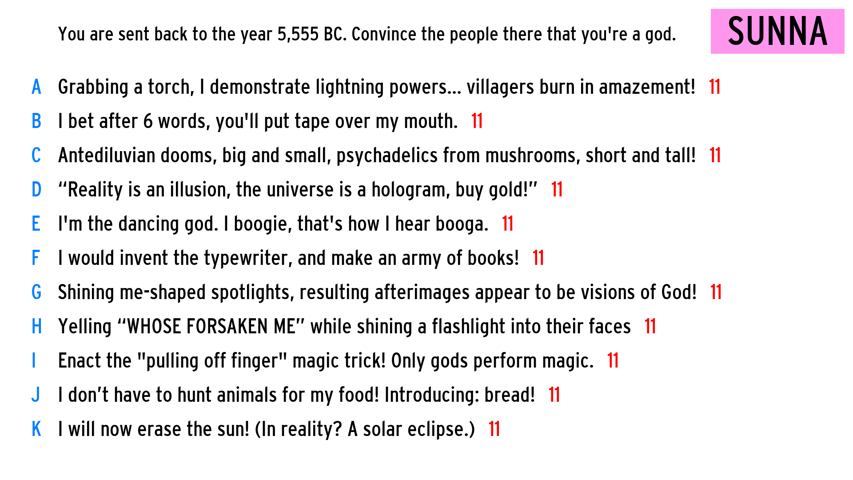 You are sent back to the year 5,555 BC. Convince the people there that you're a god.
SUNNA
A Grabbing a torch, I demonstrate lightning powers... villagers burn in amazement! 11
B I bet after 6 words, you'll put tape over my mouth. 11
C Antediluvian dooms, big and small, psychadelics from mushrooms, short and tall! 11
D “Reality is an illusion, the universe is a hologram, buy gold!” 11
E I'm the dancing god. I boogie, that's how I hear booga. 11
F I would invent the typewriter, and make an army of books! 11
G Shining me-shaped spotlights, resulting afterimages appear to be visions of God! 11
H Yelling “WHOSE FORSAKEN ME” while shining a flashlight into their faces 11
I Enact the "pulling off finger" magic trick! Only gods perform magic. 11
J I don’t have to hunt animals for my food! Introducing: bread! 11
K I will now erase the sun! (In reality? A solar eclipse.) 11